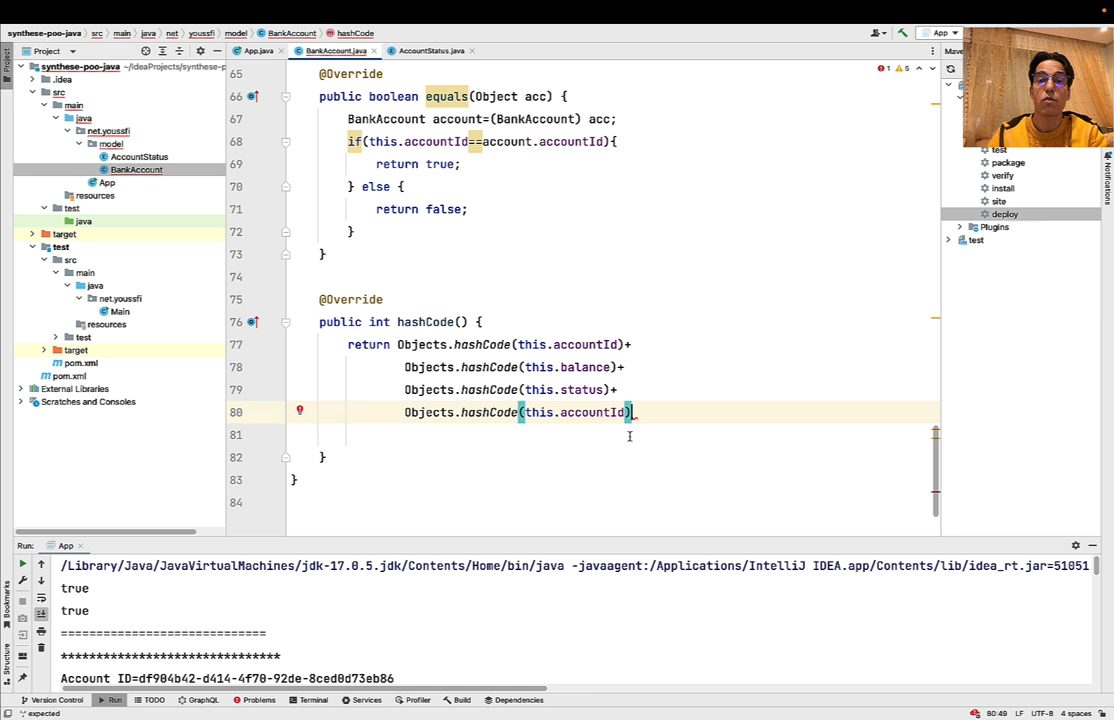 synthese-poo-java
src
main
java
net
youssfi
model
BankAccount
hashCode
App
Project
App.java
BankAccount.java
AccountStatus.java
Mave
synthese-poo-java ~/IdeaProjects/synthese-p
.idea
src
main
java
net.youssfi
model
AccountStatus
BankAccount
App
resources
test
java
target
test
src
main
java
net.youssfi
Main
resources
test
target
pom.xml
pom.xml
External Libraries
Scratches and Consoles
1 5
65 @Override
66 public boolean equals(Object acc) {
67 BankAccount account=(BankAccount) acc;
68 if(this.accountId==account.accountId){
69 return true;
70 } else {
71 return false;
72 }
73 }
74
75 @Override
76 public int hashCode() {
77 return Objects.hashCode(this.accountId)+
78 Objects.hashCode(this.balance)+
79 Objects.hashCode(this.status)+
80 Objects.hashCode(this.accountId)
81
82 }
83 }
84
test
package
verify
install
site
deploy
Plugins
test
Notifications
Project
Bookmarks
Structure
Run: App
/Library/Java/JavaVirtualMachines/jdk-17.0.5.jdk/Contents/Home/bin/java -javaagent:/Applications/IntelliJ IDEA.app/Contents/lib/idea_rt.jar=51051
true
true
=============================
*******************************
Account ID=df904b42-d414-4f70-92de-8ced0d73eb86
Version Control
Run
TODO
GraphQL
Problems
Terminal
Services
Profiler
Build
Dependencies
';' expected
80:49 LF UTF-8 4 spaces